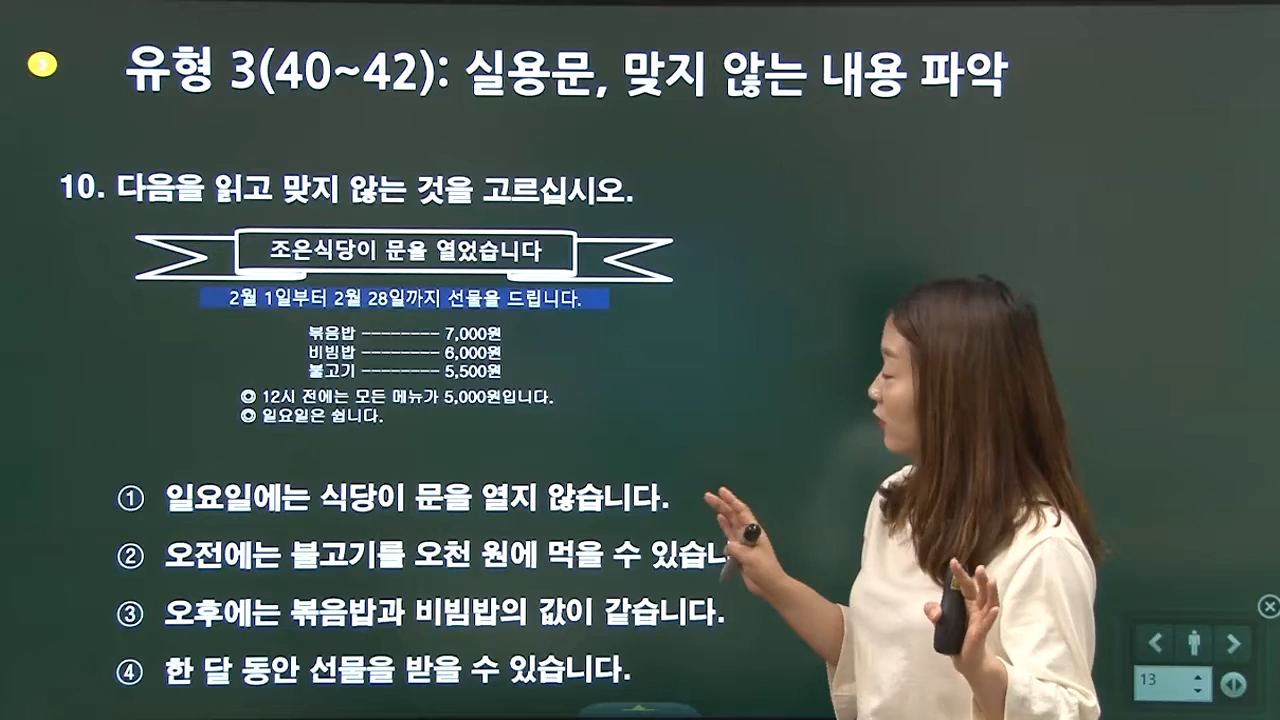 유형 3(40~42): 실용문, 맞지 않는 내용 파악
10. 다음을 읽고 맞지 않는 것을 고르십시오.
조은식당이 문을 열었습니다
2월 1일부터 2월 28일까지 선물을 드립니다.
볶음밥 -------- 7,000원
비빔밥 -------- 6,000원
불고기 -------- 5,500원
◎ 12시 전에는 모든 메뉴가 5,000원입니다.
◎ 일요일은 쉽니다.
① 일요일에는 식당이 문을 열지 않습니다.
② 오전에는 불고기를 오천 원에 먹을 수 있습니
③ 오후에는 볶음밥과 비빔밥의 값이 같습니다.
④ 한 달 동안 선물을 받을 수 있습니다.
13